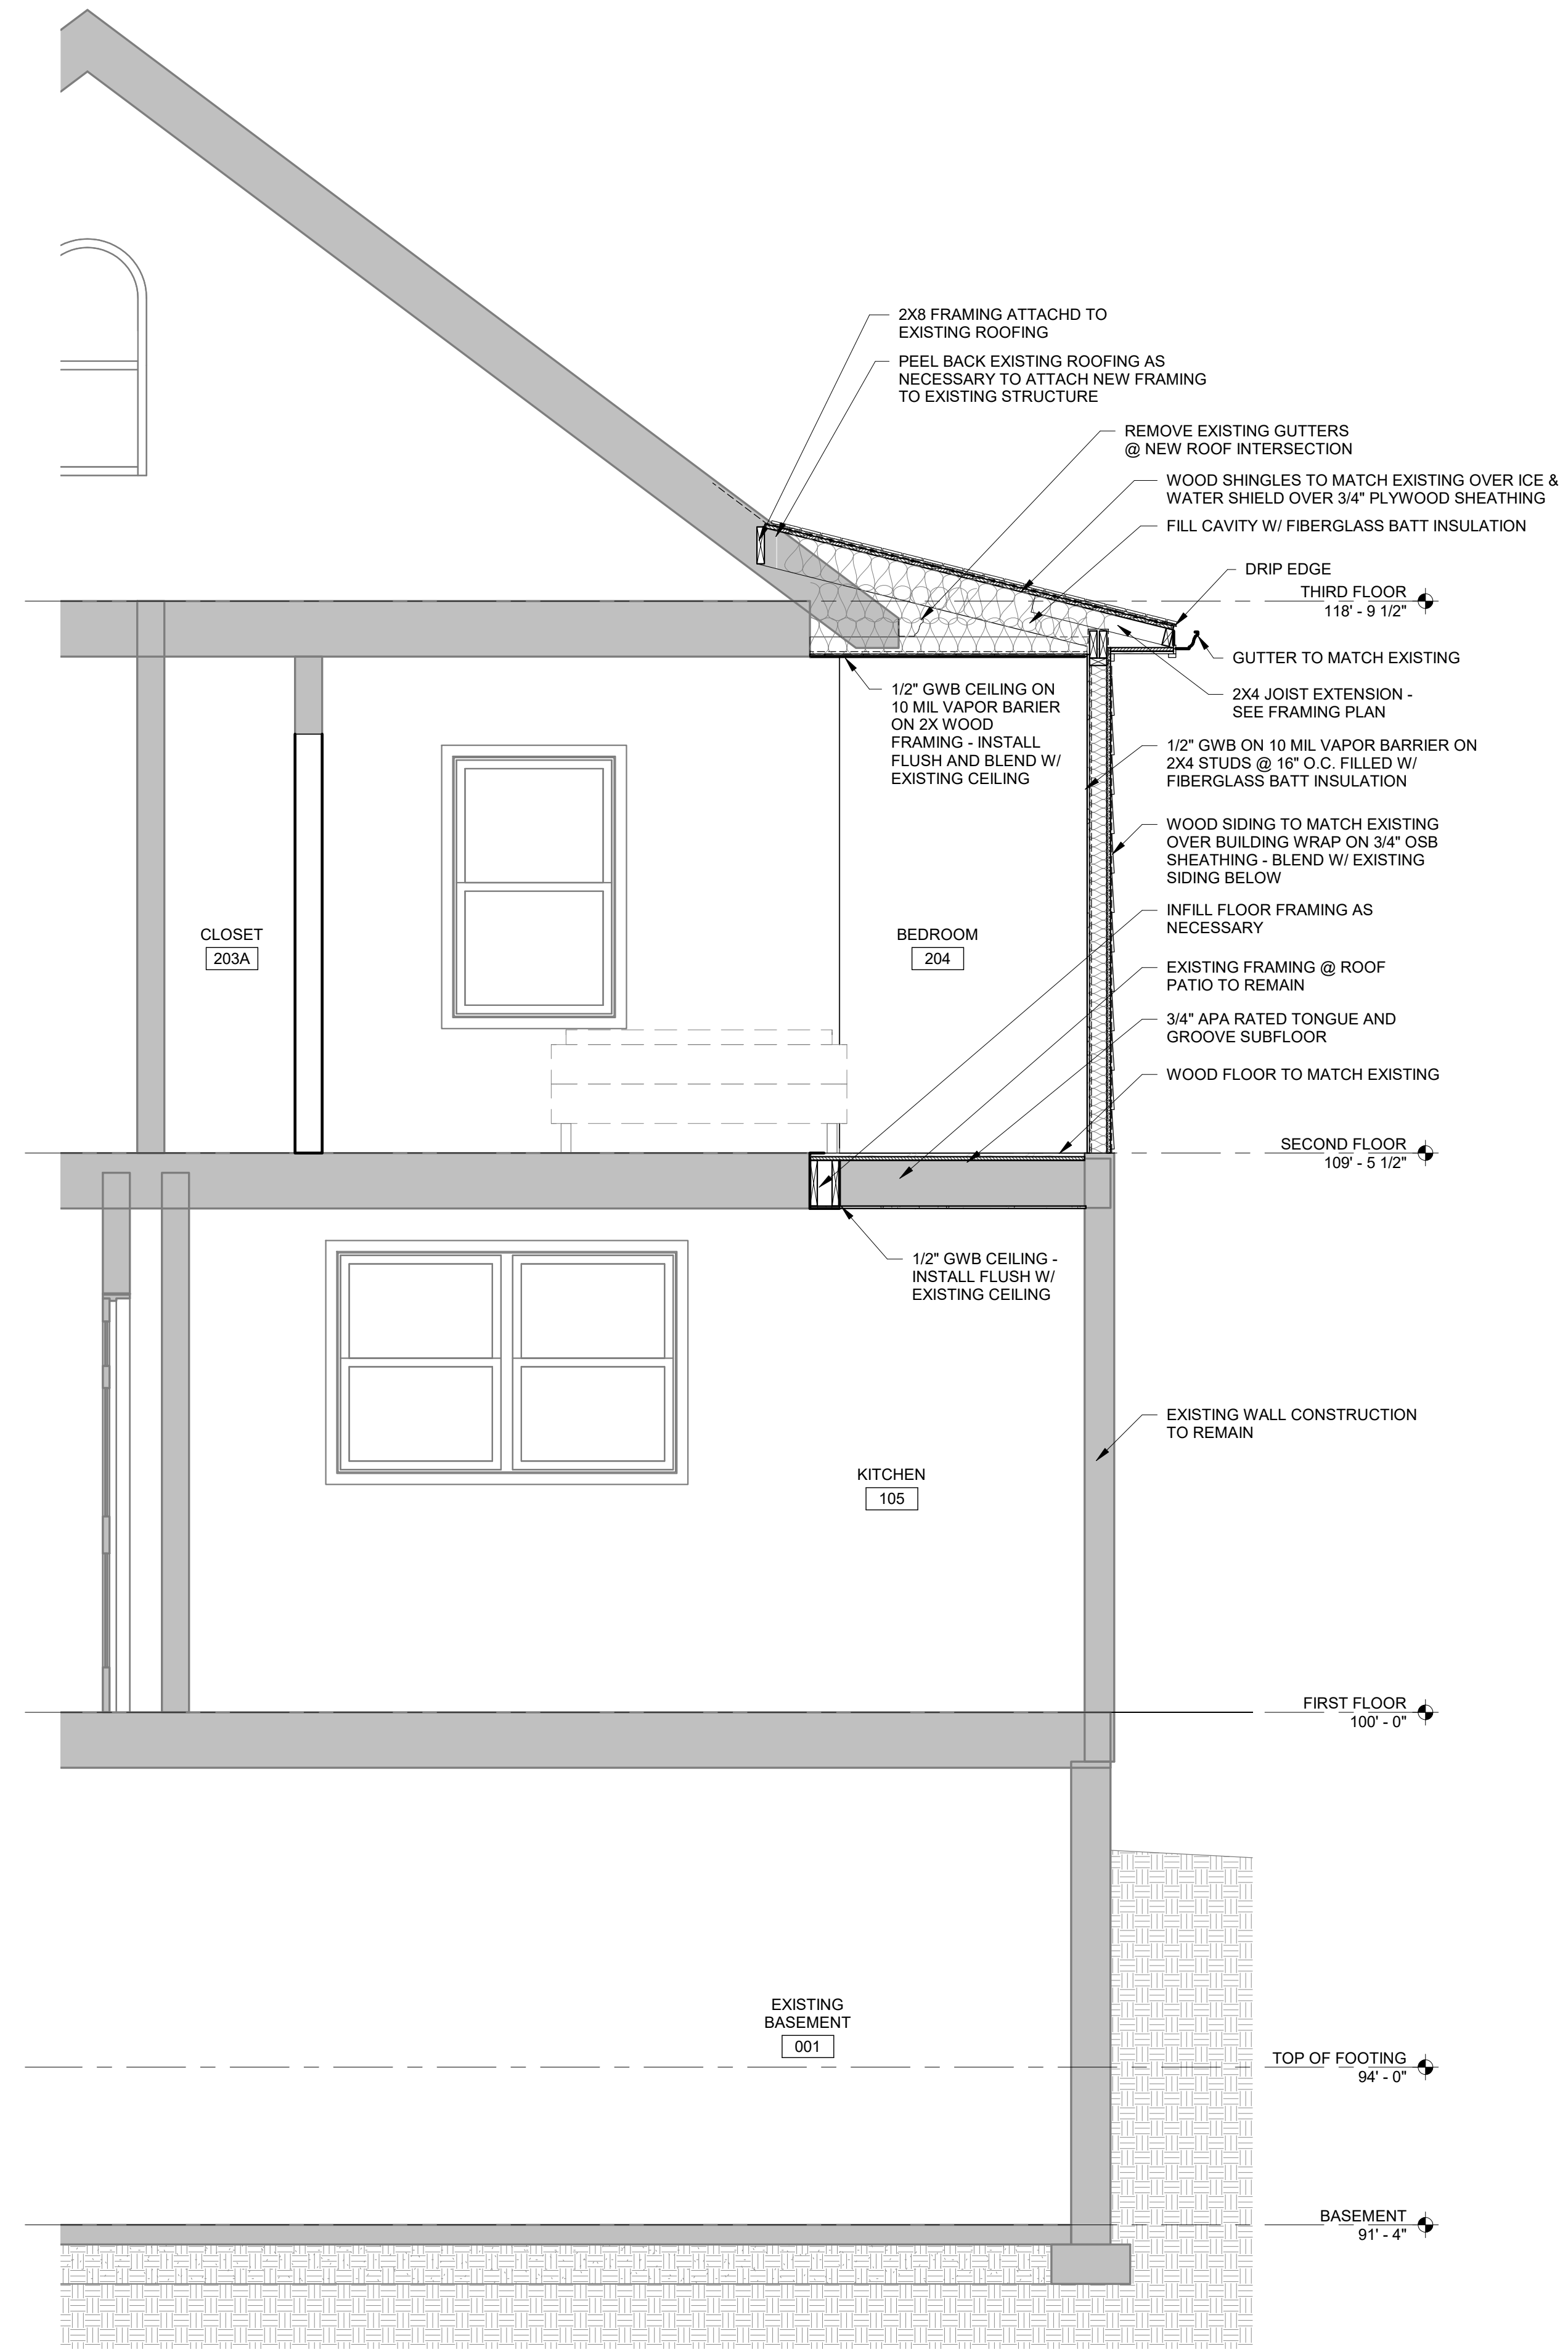 2X8 FRAMING ATTACHD TO
EXISTING ROOFING
PEEL BACK EXISTING ROOFING AS
NECESSARY TO ATTACH NEW FRAMING
TO EXISTING STRUCTURE
REMOVE EXISTING GUTTERS
@ NEW ROOF INTERSECTION
WOOD SHINGLES TO MATCH EXISTING OVER ICE &
WATER SHIELD OVER 3/4" PLYWOOD SHEATHING
FILL CAVITY W/ FIBERGLASS BATT INSULATION
DRIP EDGE
THIRD FLOOR
118' - 9 1/2"
GUTTER TO MATCH EXISTING
2X4 JOIST EXTENSION -
SEE FRAMING PLAN
1/2" GWB CEILING ON
10 MIL VAPOR BARIER
ON 2X WOOD
FRAMING - INSTALL
FLUSH AND BLEND W/
EXISTING CEILING
1/2" GWB ON 10 MIL VAPOR BARRIER ON
2X4 STUDS @ 16" O.C. FILLED W/
FIBERGLASS BATT INSULATION
WOOD SIDING TO MATCH EXISTING
OVER BUILDING WRAP ON 3/4" OSB
SHEATHING - BLEND W/ EXISTING
SIDING BELOW
CLOSET
203A
BEDROOM
204
INFILL FLOOR FRAMING AS
NECESSARY
EXISTING FRAMING @ ROOF
PATIO TO REMAIN
3/4" APA RATED TONGUE AND
GROOVE SUBFLOOR
WOOD FLOOR TO MATCH EXISTING
SECOND FLOOR
109' - 5 1/2"
1/2" GWB CEILING -
INSTALL FLUSH W/
EXISTING CEILING
EXISTING WALL CONSTRUCTION
TO REMAIN
KITCHEN
105
FIRST FLOOR
100' - 0"
EXISTING
BASEMENT
001
TOP OF FOOTING
94' - 0"
BASEMENT
91' - 4"